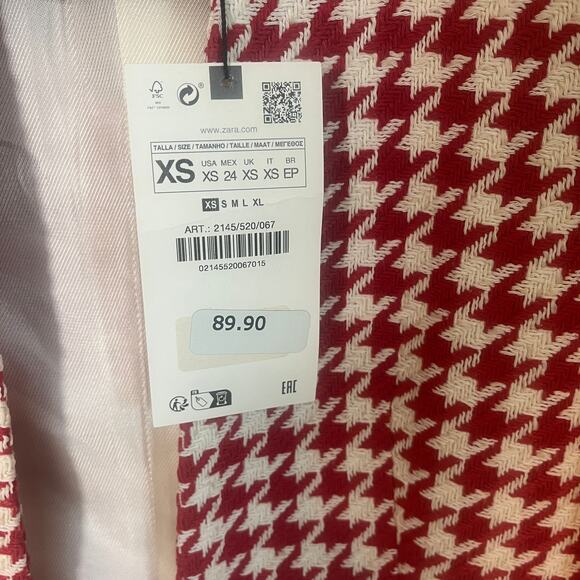 FSC
www.zara.com
TALLA / SIZE / TAMANHO / TAILLE / MAAT / ΜΕΓΕΘΟΣ
XS
USA MEX UK IT BR
XS 24 XS XS EP
XS S M L XL
ART.: 2145/520/067
02145520067015
89.90
EAC